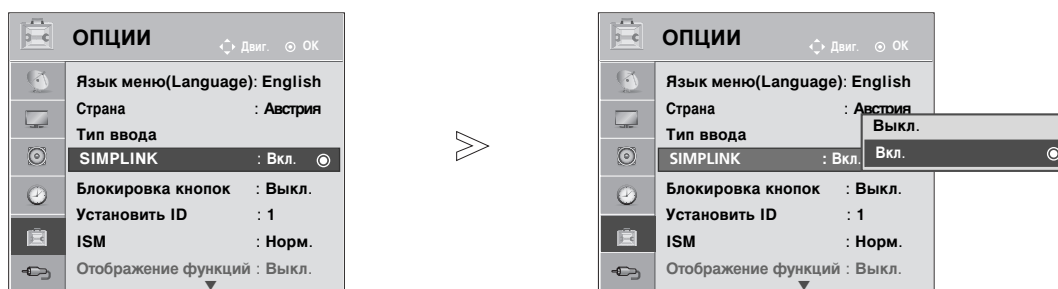 ОПЦИИ
Двиг. OK
Язык меню(Language): English
Страна : Австрия
Тип ввода
SIMPLINK : Вкл.
Блокировка кнопок : Выкл.
Установить ID : 1
ISM : Норм.
Отображение функций : Выкл.
ОПЦИИ
Двиг. OK
Язык меню(Language): English
Страна : Австрия
Тип ввода
SIMPLINK : Вкл.
Выкл.
Вкл.
Блокировка кнопок : Выкл.
Установить ID : 1
ISM : Норм.
Отображение функций : Выкл.